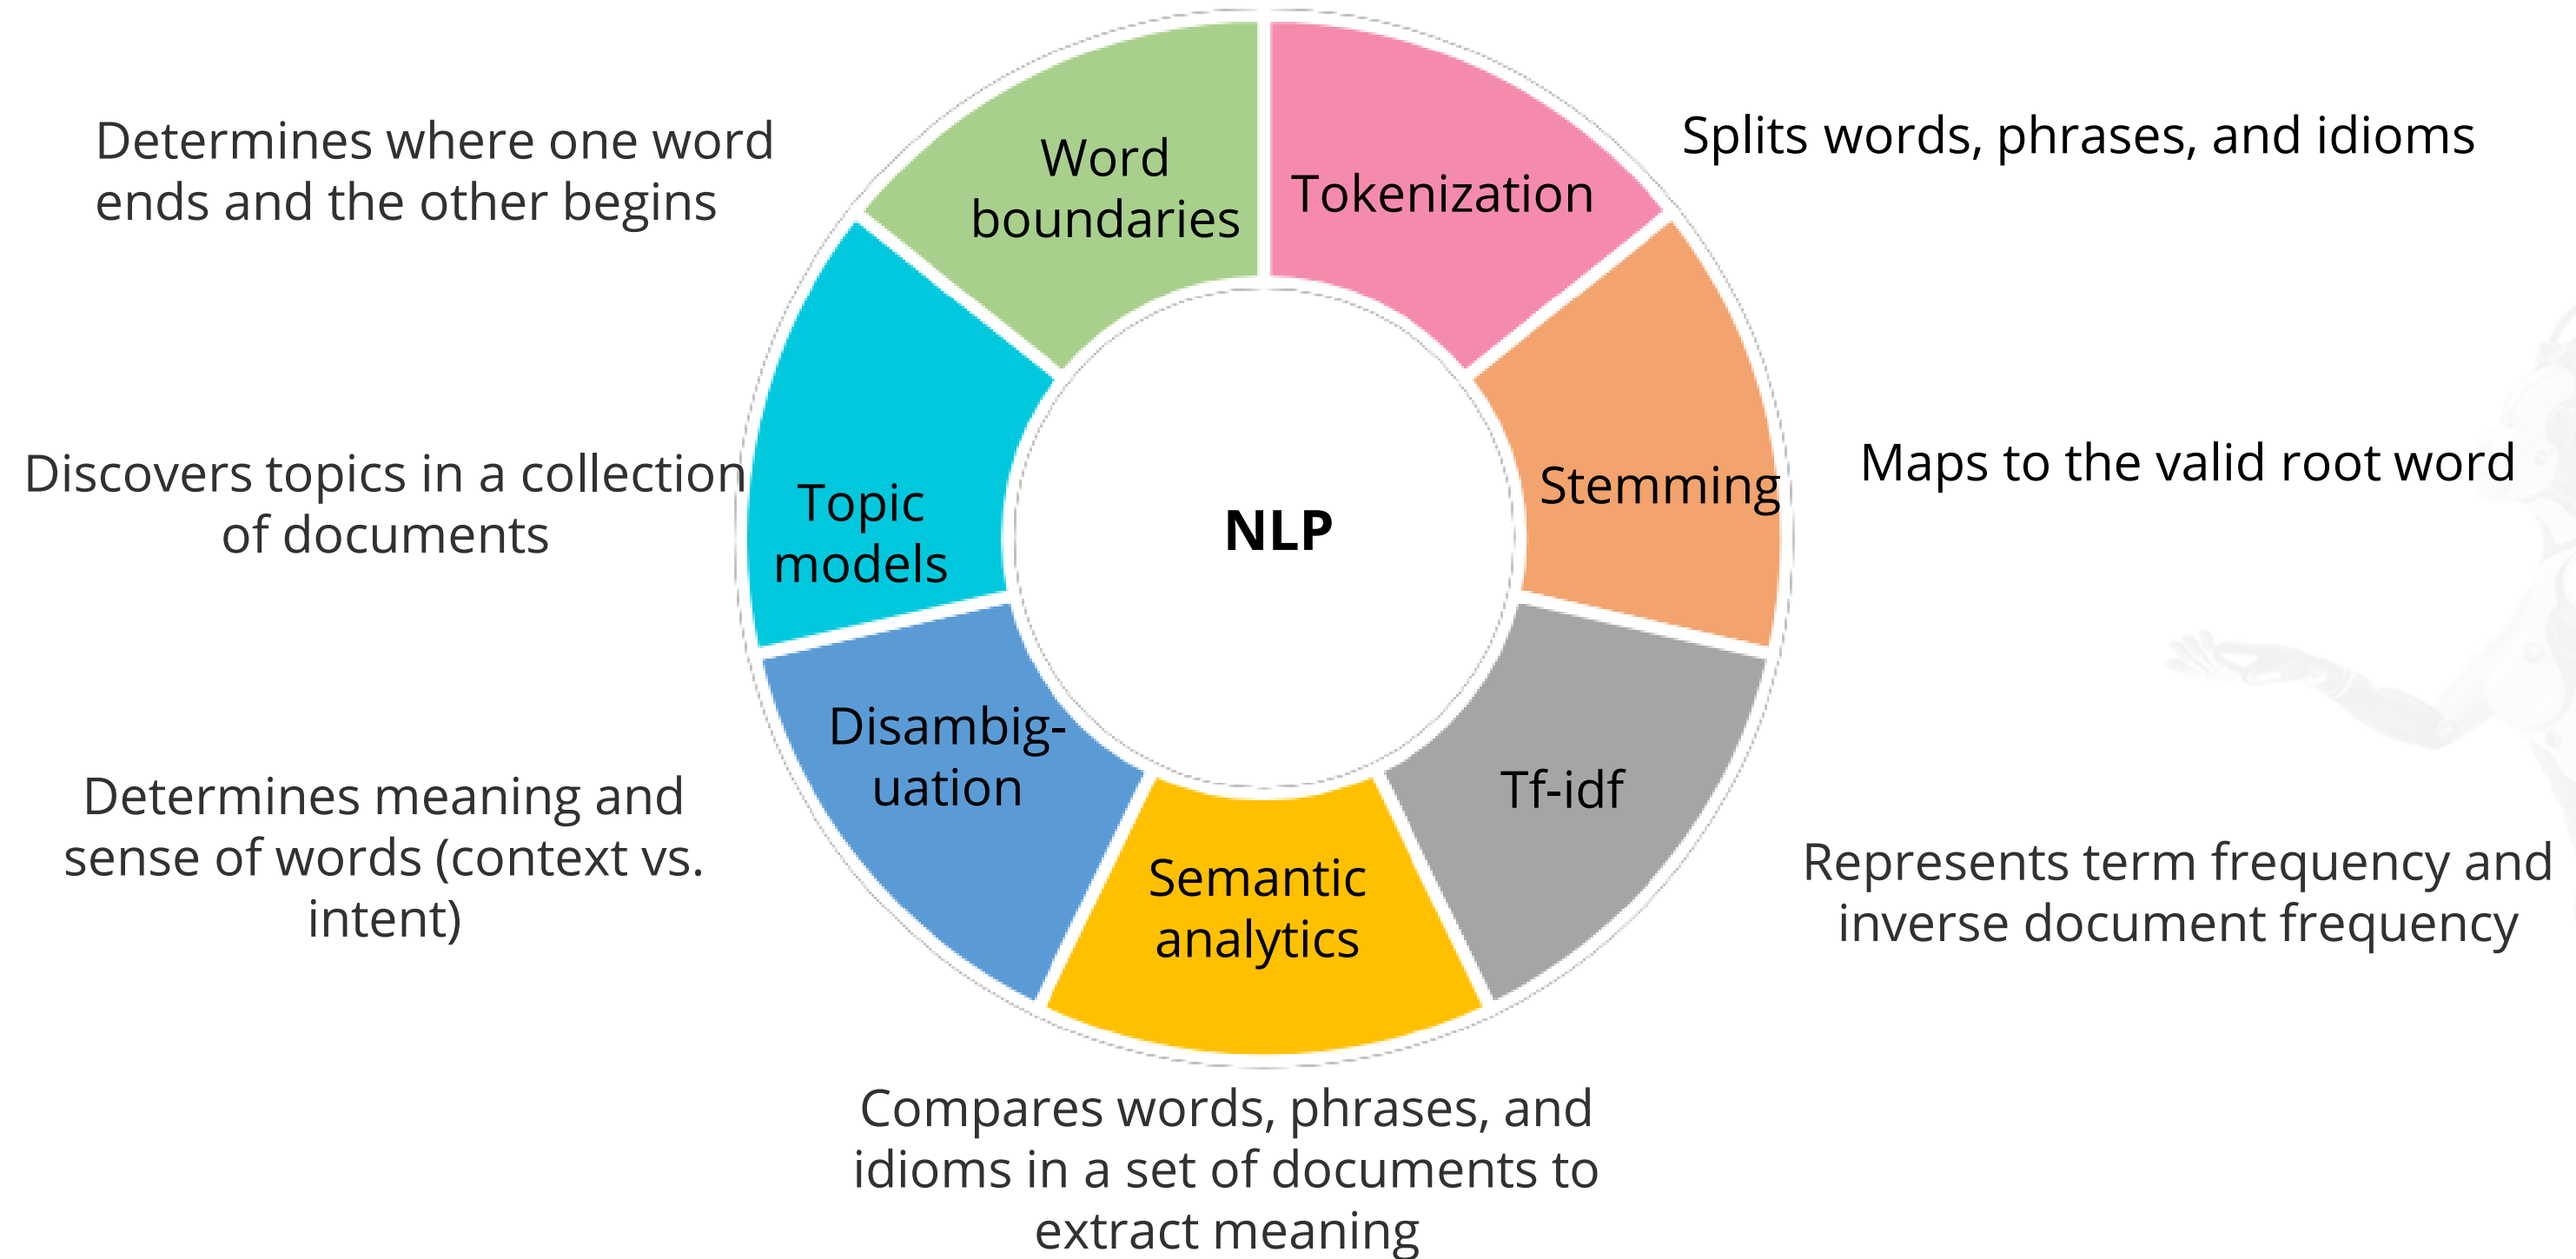 Determines where one word
ends and the other begins
Word
boundaries
Tokenization
Splits words, phrases, and idioms
Discovers topics in a collection
of documents
Topic
models
NLP
Stemming
Maps to the valid root word
Disambig-
uation
Determines meaning and
sense of words (context vs.
intent)
Semantic
analytics
Tf-idf
Represents term frequency and
inverse document frequency
Compares words, phrases, and
idioms in a set of documents to
extract meaning